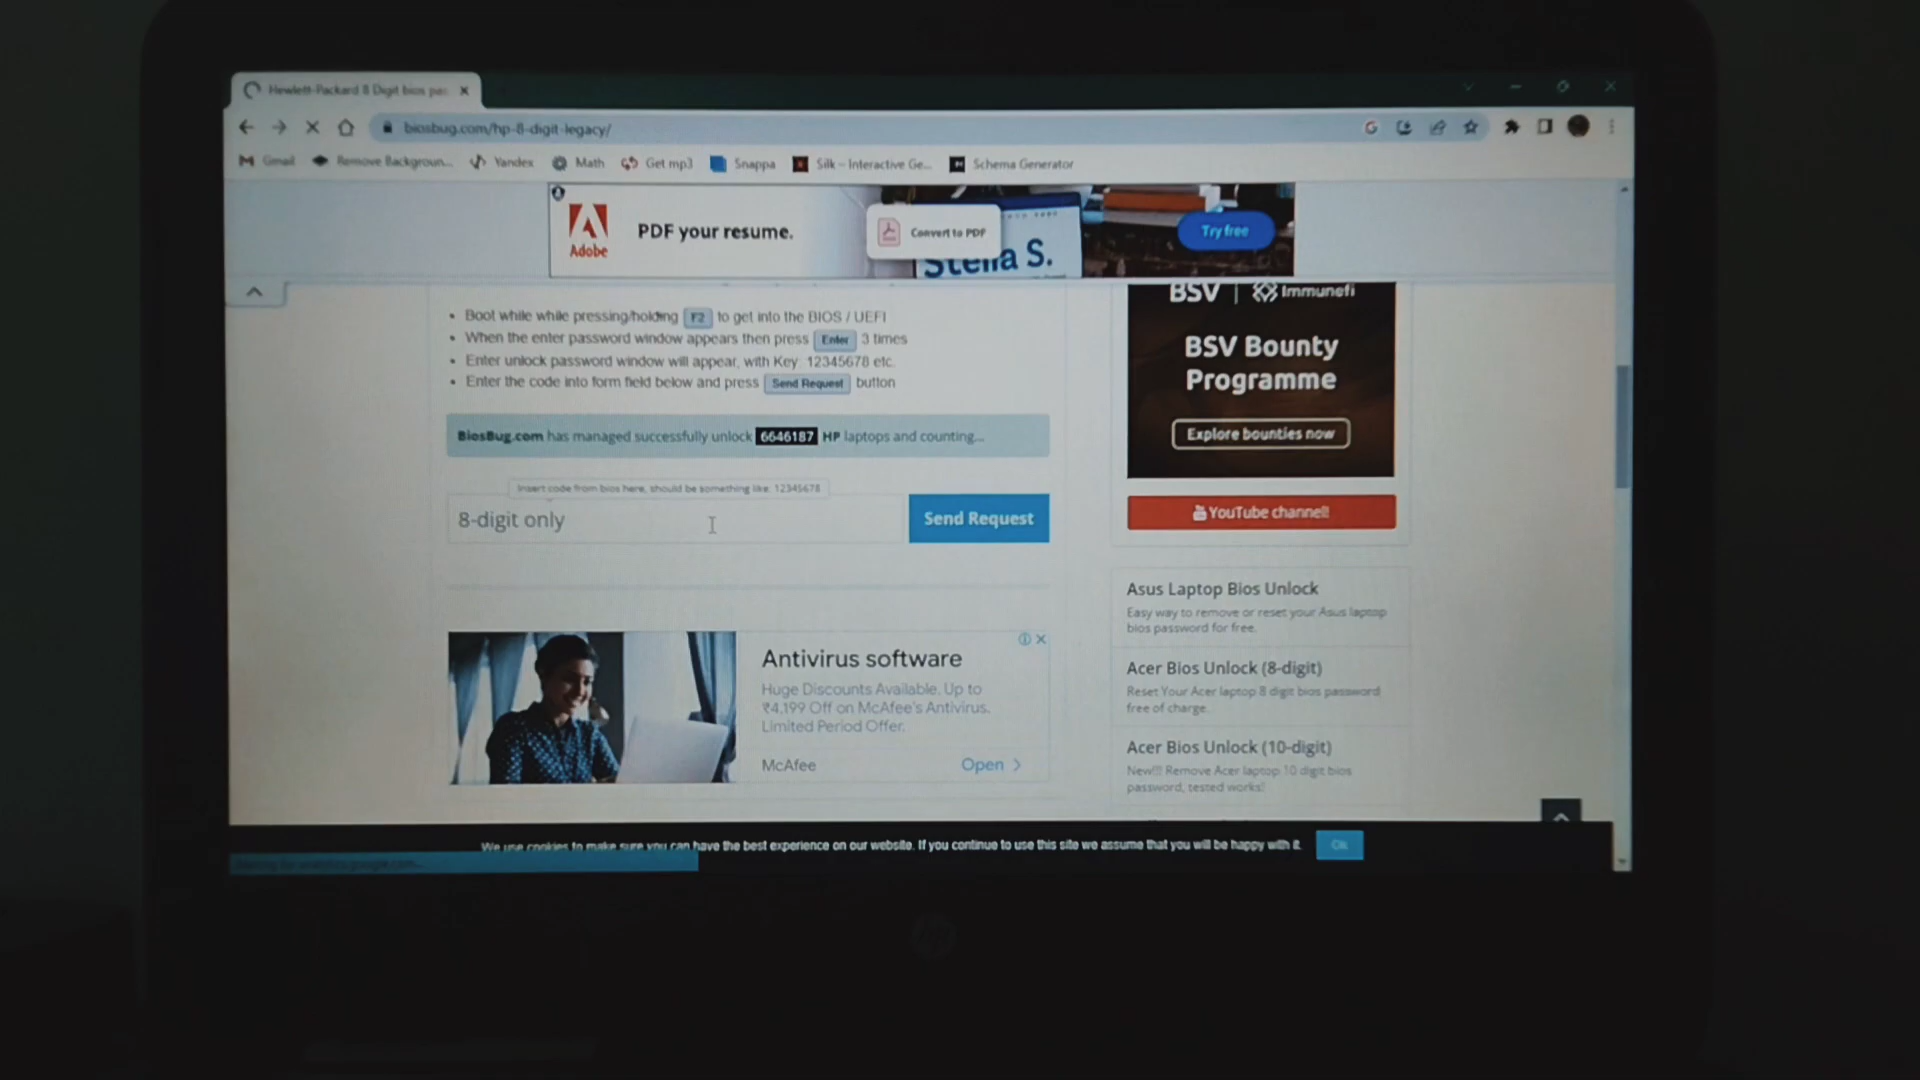 Hewlett-Packard 8 Digit bios pas
biosbug.com/hp-8-digit-legacy/
Gmail
Remove Backgroun...
Yandex
Math
Get mp3
Snappa
Silk – Interactive Ge...
Schema Generator
Adobe
PDF your resume.
Convert to PDF
Stella S.
Try free
• Boot while while pressing/holding F2 to get into the BIOS / UEFI
• When the enter password window appears then press Enter 3 times
• Enter unlock password window will appear, with Key: 12345678 etc.
• Enter the code into form field below and press Send Request button
BiosBug.com has managed successfully unlock 6646187 HP laptops and counting...
Insert code from bios here, should be something like: 12345678
8-digit only
Send Request
Antivirus software
Huge Discounts Available. Up to
₹4,199 Off on McAfee's Antivirus.
Limited Period Offer.
McAfee
Open
BSV | Immunefi
BSV Bounty
Programme
Explore bounties now
YouTube channel!
Asus Laptop Bios Unlock
Easy way to remove or reset your Asus laptop
bios password for free.
Acer Bios Unlock (8-digit)
Reset Your Acer laptop 8 digit bios password
free of charge.
Acer Bios Unlock (10-digit)
New!!! Remove Acer laptop 10 digit bios
password, tested works!
We use cookies to make sure you can have the best experience on our website. If you continue to use this site we assume that you will be happy with it.
Ok
Waiting for analytics.google.com...
hp